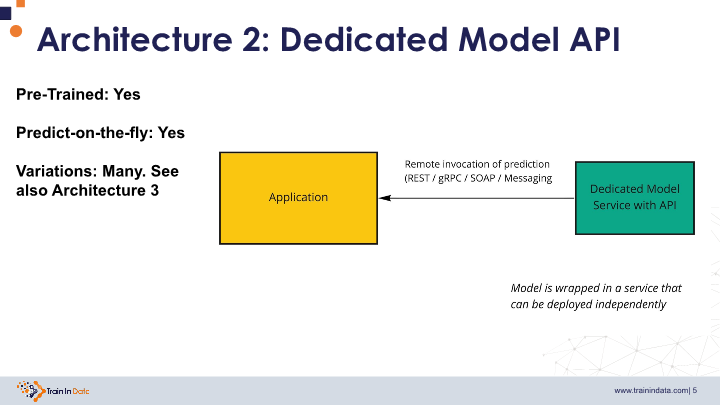 Architecture 2: Dedicated Model API
Pre-Trained: Yes
Predict-on-the-fly: Yes
Variations: Many. See
also Architecture 3
Application
Remote invocation of prediction
(REST / gRPC / SOAP / Messaging
Dedicated Model
Service with API
Model is wrapped in a service that
can be deployed independently
Train In Data
www.trainindata.com| 5